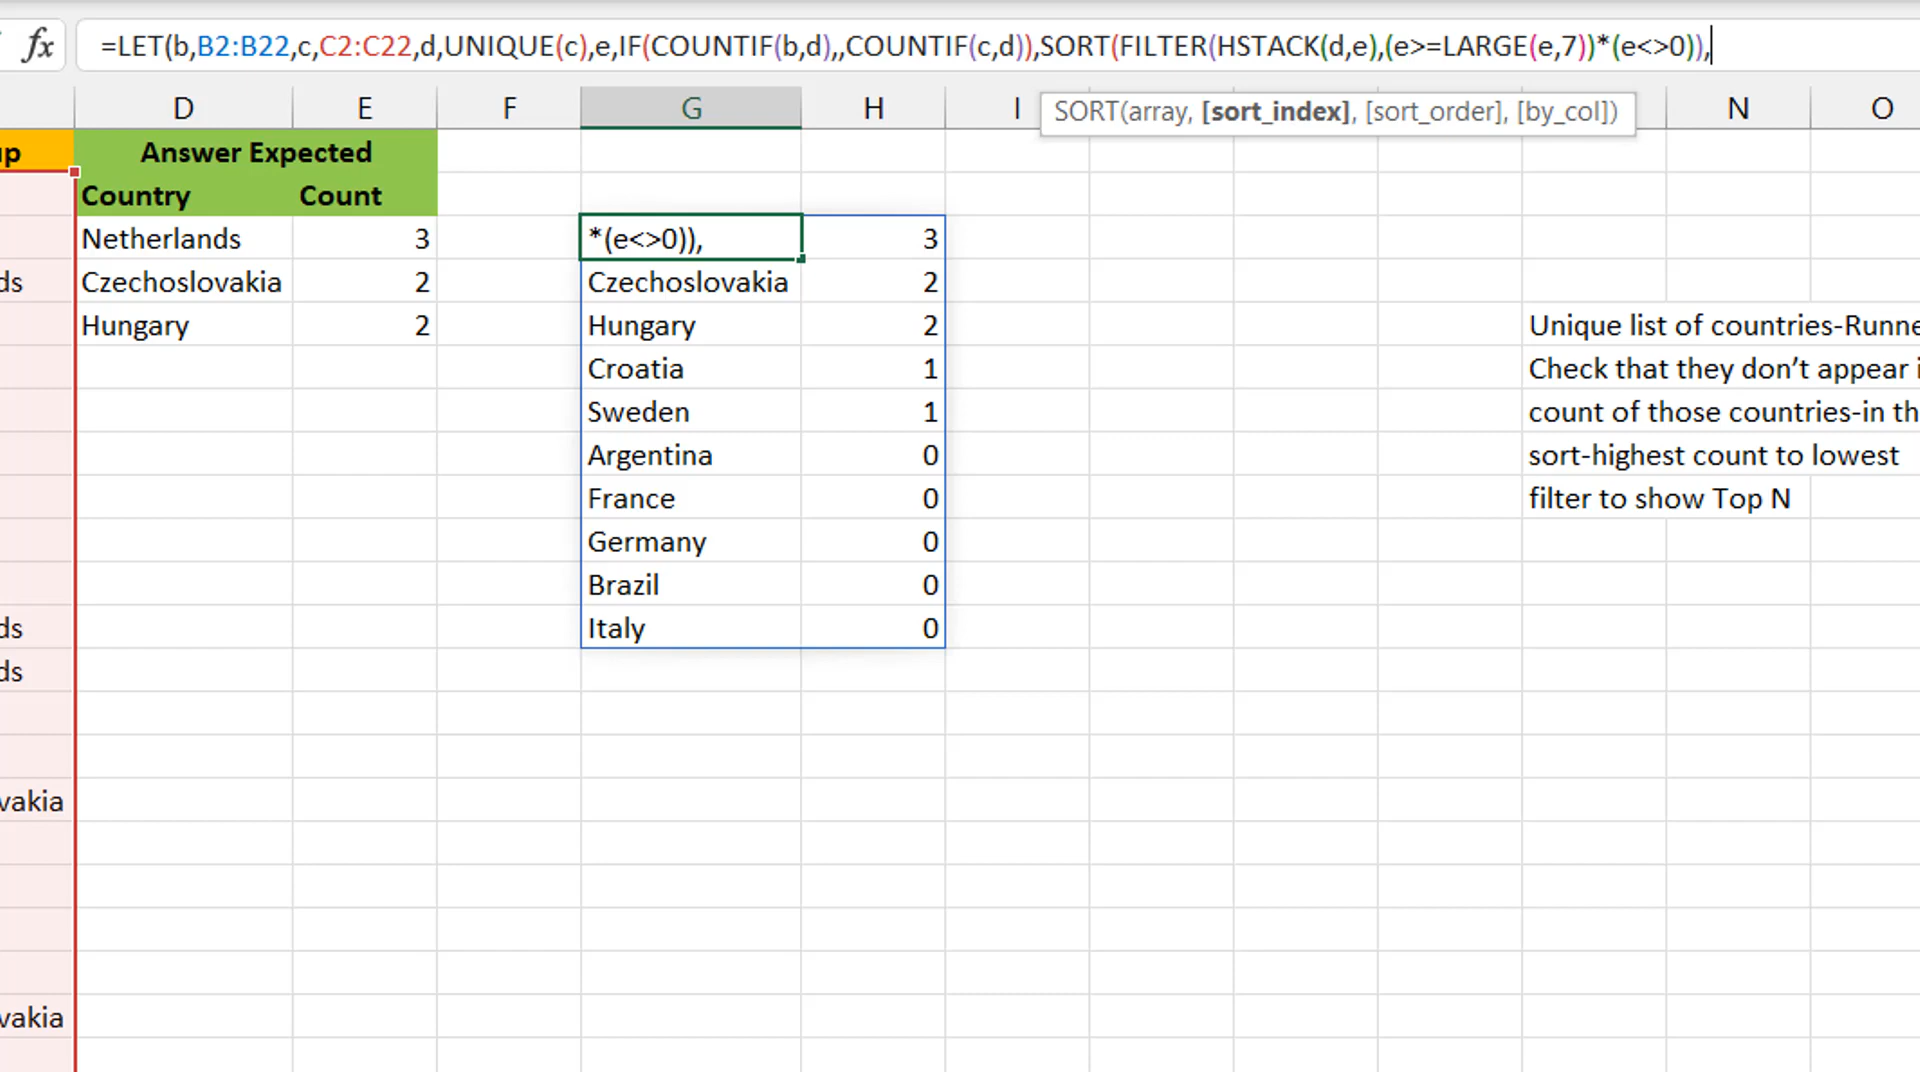 fx =LET(b,B2:B22,c,C2:C22,d,UNIQUE(c),e,IF(COUNTIF(b,d),,COUNTIF(c,d)),SORT(FILTER(HSTACK(d,e),(e>=LARGE(e,7))*(e<>0)),
SORT(array, [sort_index], [sort_order], [by_col])
D E F G H I N O
up Answer Expected
Country Count
Netherlands 3 *(e<>0)), 3
ds Czechoslovakia 2 Czechoslovakia 2
Hungary 2 Hungary 2 Unique list of countries-Runne
Croatia 1 Check that they don't appear i
Sweden 1 count of those countries-in th
Argentina 0 sort-highest count to lowest
France 0 filter to show Top N
Germany 0
Brazil 0
ds Italy 0
ds
vakia
vakia